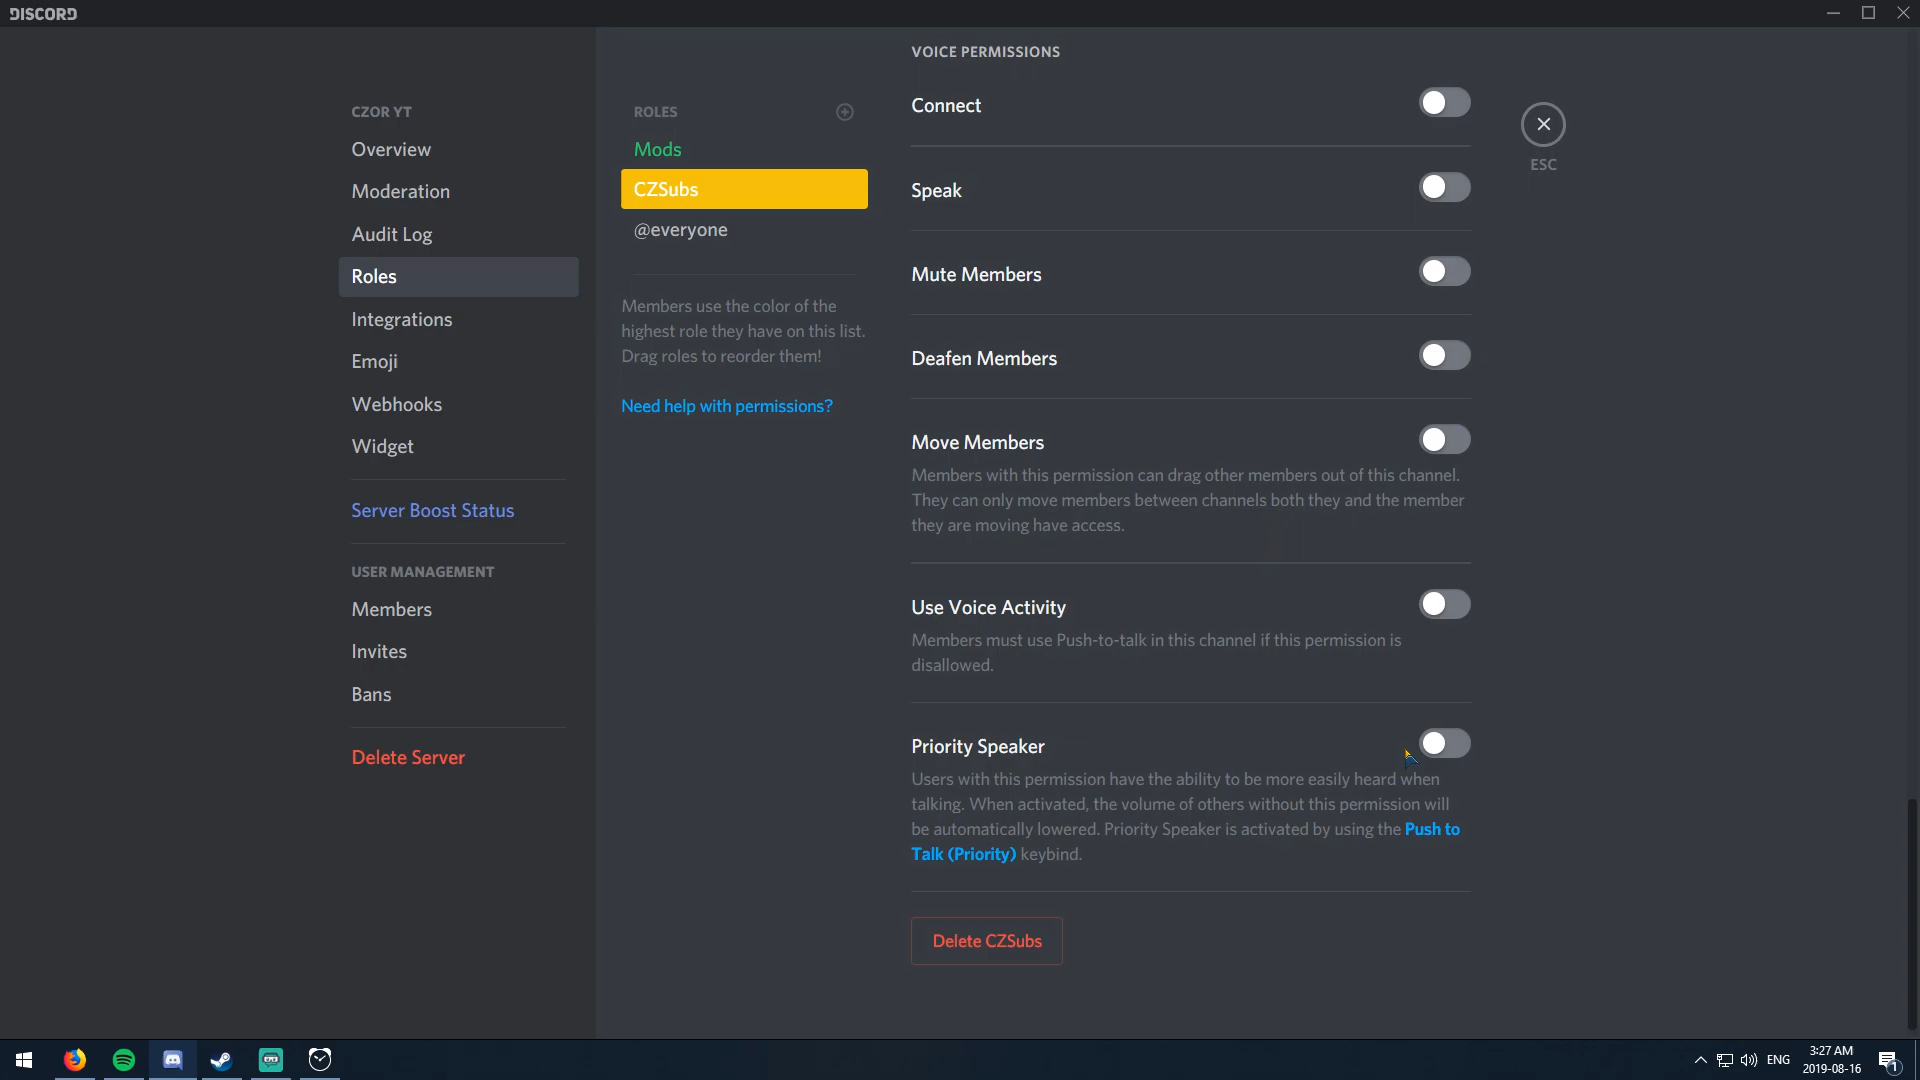 DISCORD
CZOR YT
Overview
Moderation
Audit Log
Roles
Integrations
Emoji
Webhooks
Widget
Server Boost Status
USER MANAGEMENT
Members
Invites
Bans
Delete Server
ROLES
Mods
CZSubs
@everyone
Members use the color of the
highest role they have on this list.
Drag roles to reorder them!
Need help with permissions?
VOICE PERMISSIONS
Connect
Speak
Mute Members
Deafen Members
Move Members
Members with this permission can drag other members out of this channel.
They can only move members between channels both they and the member
they are moving have access.
Use Voice Activity
Members must use Push-to-talk in this channel if this permission is
disallowed.
Priority Speaker
Users with this permission have the ability to be more easily heard when
talking. When activated, the volume of others without this permission will
be automatically lowered. Priority Speaker is activated by using the Push to
Talk (Priority) keybind.
Delete CZSubs
ESC
ENG
3:27 AM
2019-08-16
1